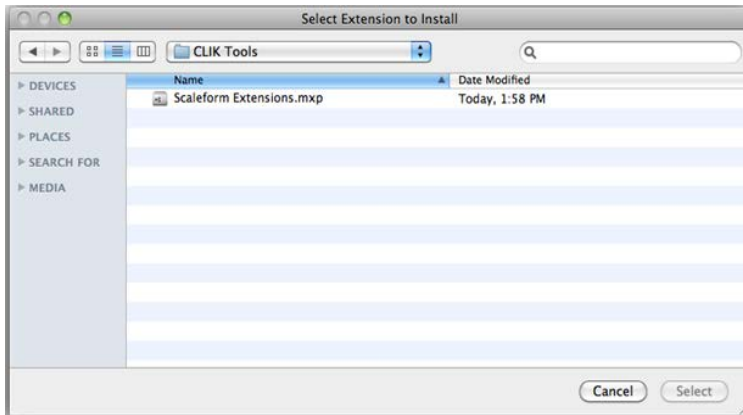 Select Extension to Install
CLIK Tools
Name Date Modified
DEVICES
SHARED
PLACES
SEARCH FOR
MEDIA
Scaleform Extensions.mxp Today, 1:58 PM
Cancel Select